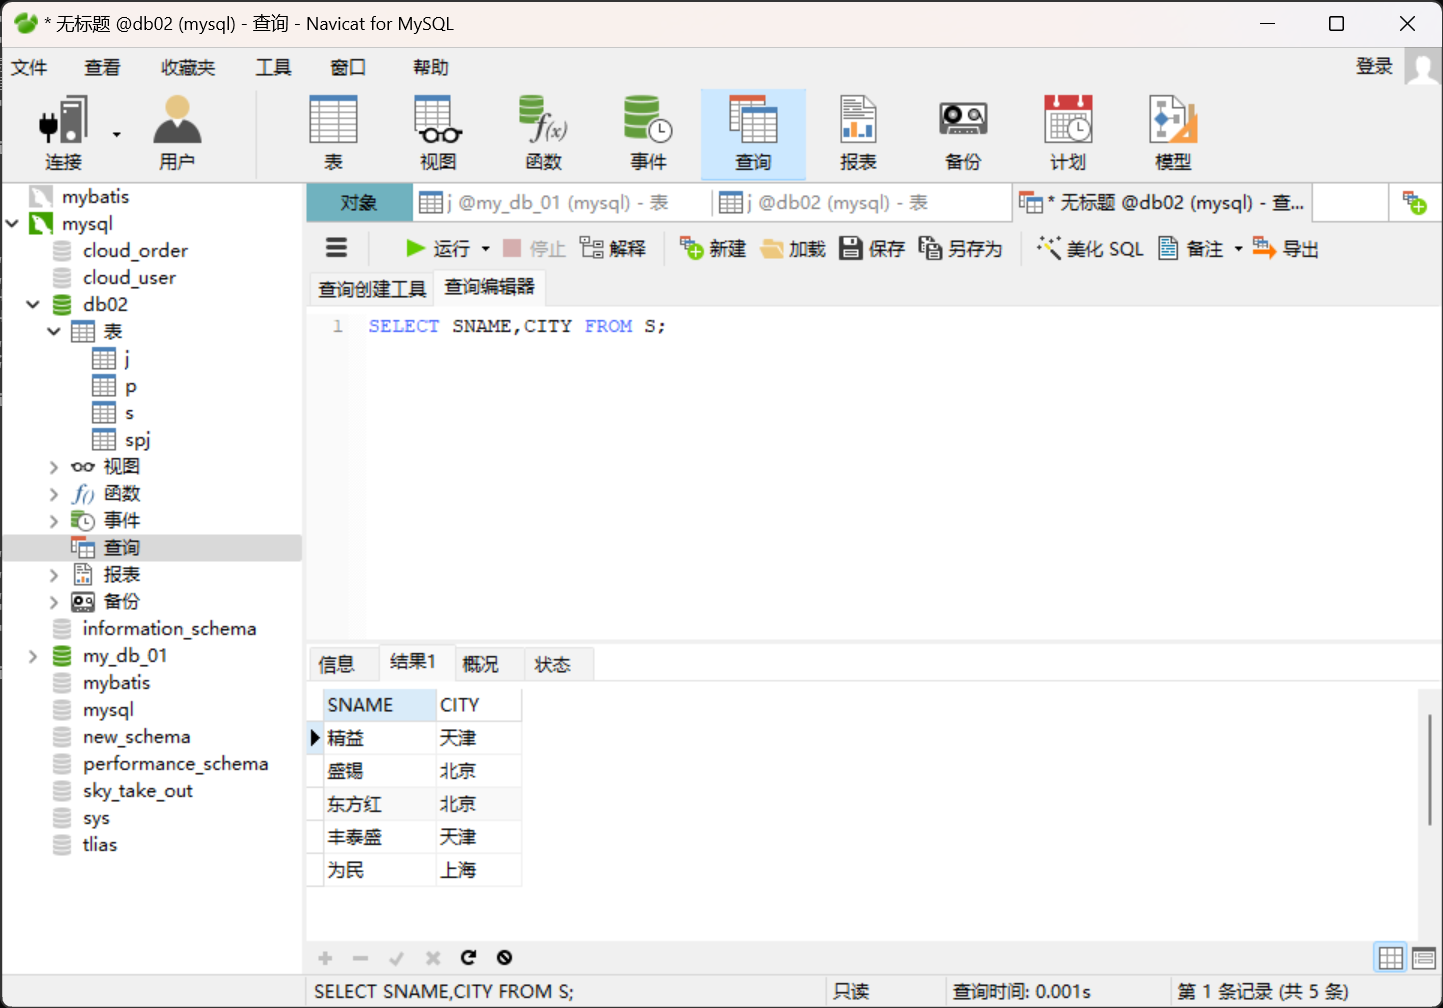 * 无标题 @db02 (mysql) - 查询 - Navicat for MySQL
文件 查看 收藏夹 工具 窗口 帮助 登录
连接 用户 表 视图 函数 事件 查询 报表 备份 计划 模型
对象 j @my_db_01 (mysql) - 表 j @db02 (mysql) - 表 * 无标题 @db02 (mysql) - 查...
运行 停止 解释 新建 加载 保存 另存为 美化 SQL 备注 导出
查询创建工具 查询编辑器
1 SELECT SNAME,CITY FROM S;
mybatis
mysql
cloud_order
cloud_user
db02
表
j
p
s
spj
视图
f() 函数
事件
查询
报表
备份
information_schema
my_db_01
mybatis
mysql
new_schema
performance_schema
sky_take_out
sys
tlias
信息 结果1 概况 状态
SNAME CITY
精益 天津
盛锡 北京
东方红 北京
丰泰盛 天津
为民 上海
SELECT SNAME,CITY FROM S; 只读 查询时间: 0.001s 第 1 条记录 (共 5 条)